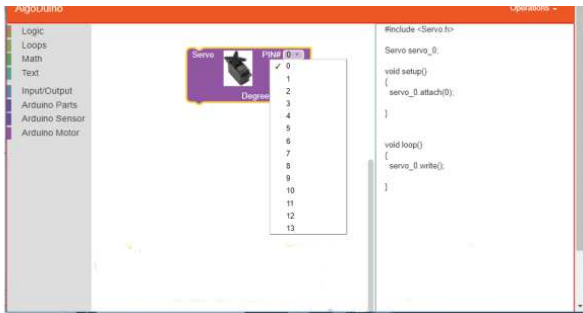 AlgoDuino
Operations
Logic
Loops
Math
Text
Input/Output
Arduino Parts
Arduino Sensor
Arduino Motor
Servo
PIN# 0
Degree
✓ 0
1
2
3
4
5
6
7
8
9
10
11
12
13
#include <Servo.h>
Servo servo_0;
void setup()
{
servo_0.attach(0);
}
void loop()
{
servo_0.write();
}